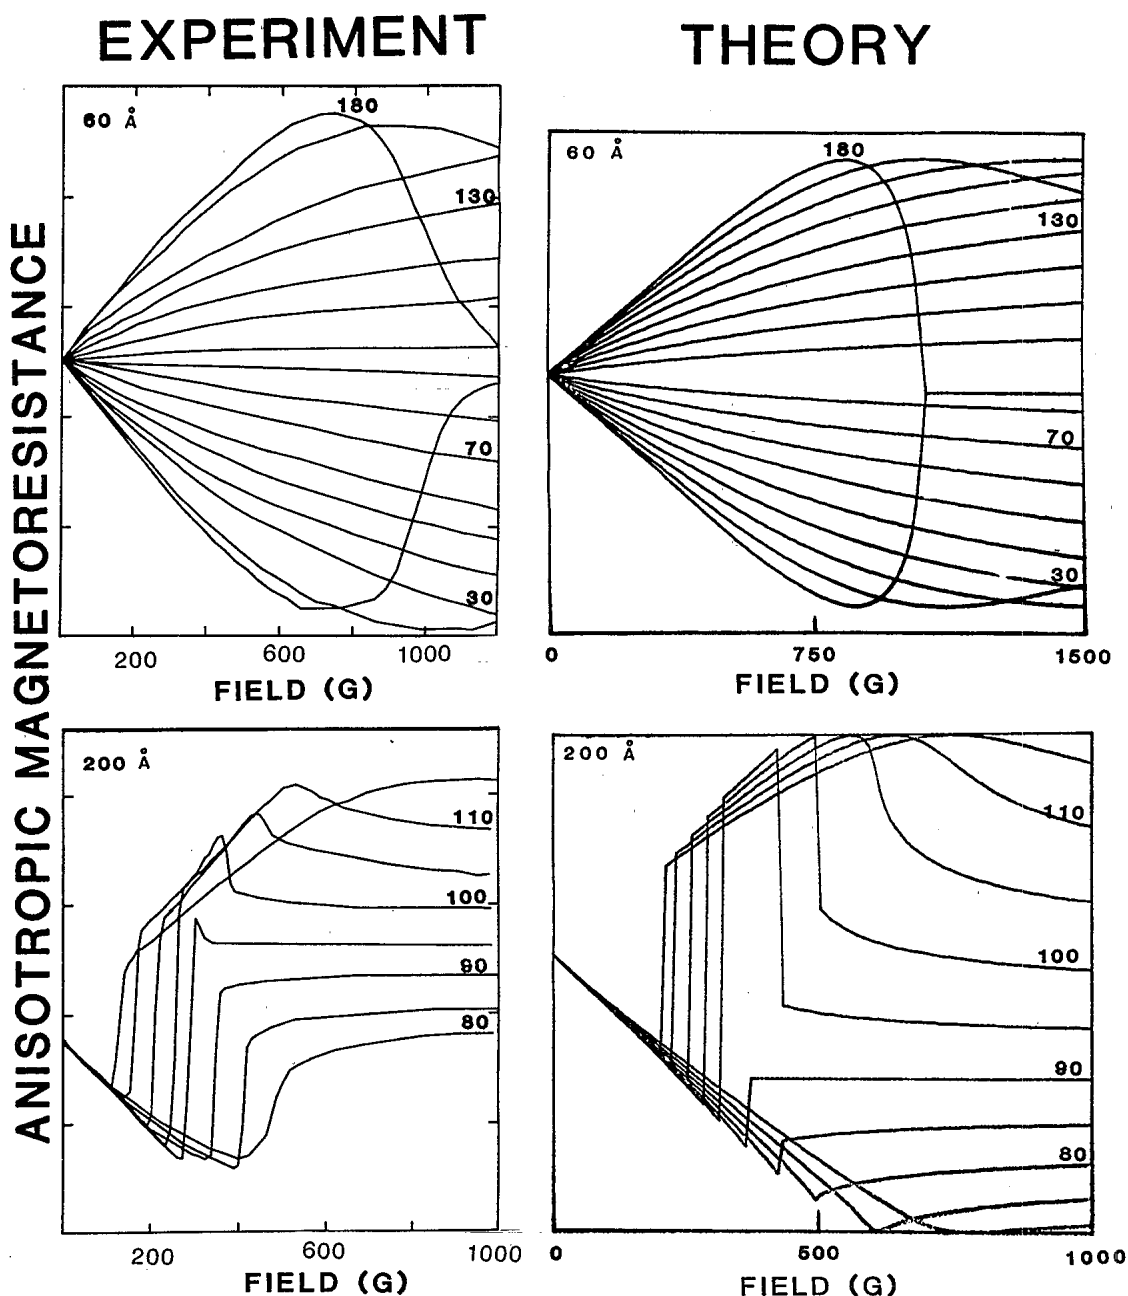 EXPERIMENT
THEORY
ANISOTROPIC MAGNETORESISTANCE
60 Å
180
130
70
30
200 600 1000
FIELD (G)
60 Å
180
130
70
30
0 750 1500
FIELD (G)
200 Å
110
100
90
80
200 600 1000
FIELD (G)
200 Å
110
100
90
80
0 500 1000
FIELD (G)